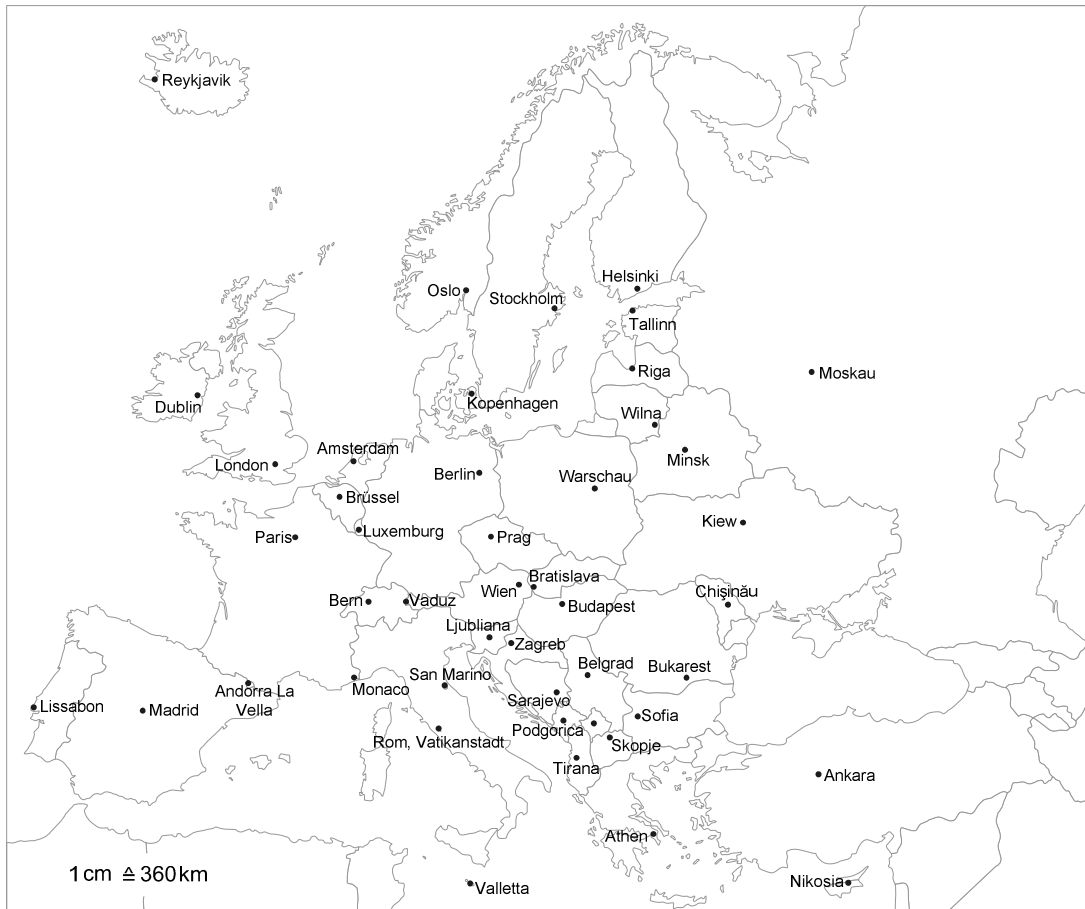 Reykjavik
Helsinki
Oslo
Stockholm
Tallinn
Riga
Moskau
Kopenhagen
Dublin
Wilna
Amsterdam
Minsk
London
Berlin
Warschau
Brüssel
Kiew
Luxemburg
Paris
Prag
Bratislava
Wien
Bern
Vaduz
Budapest
Chişinău
Ljubliana
Zagreb
Belgrad
Bukarest
San Marino
Monaco
Andorra La
Vella
Sarajevo
Lissabon
Madrid
Sofia
Podgorica
Rom, Vatikanstadt
Skopje
Tirana
Ankara
Athen
1 cm ≙ 360 km
Valletta
Nikosia